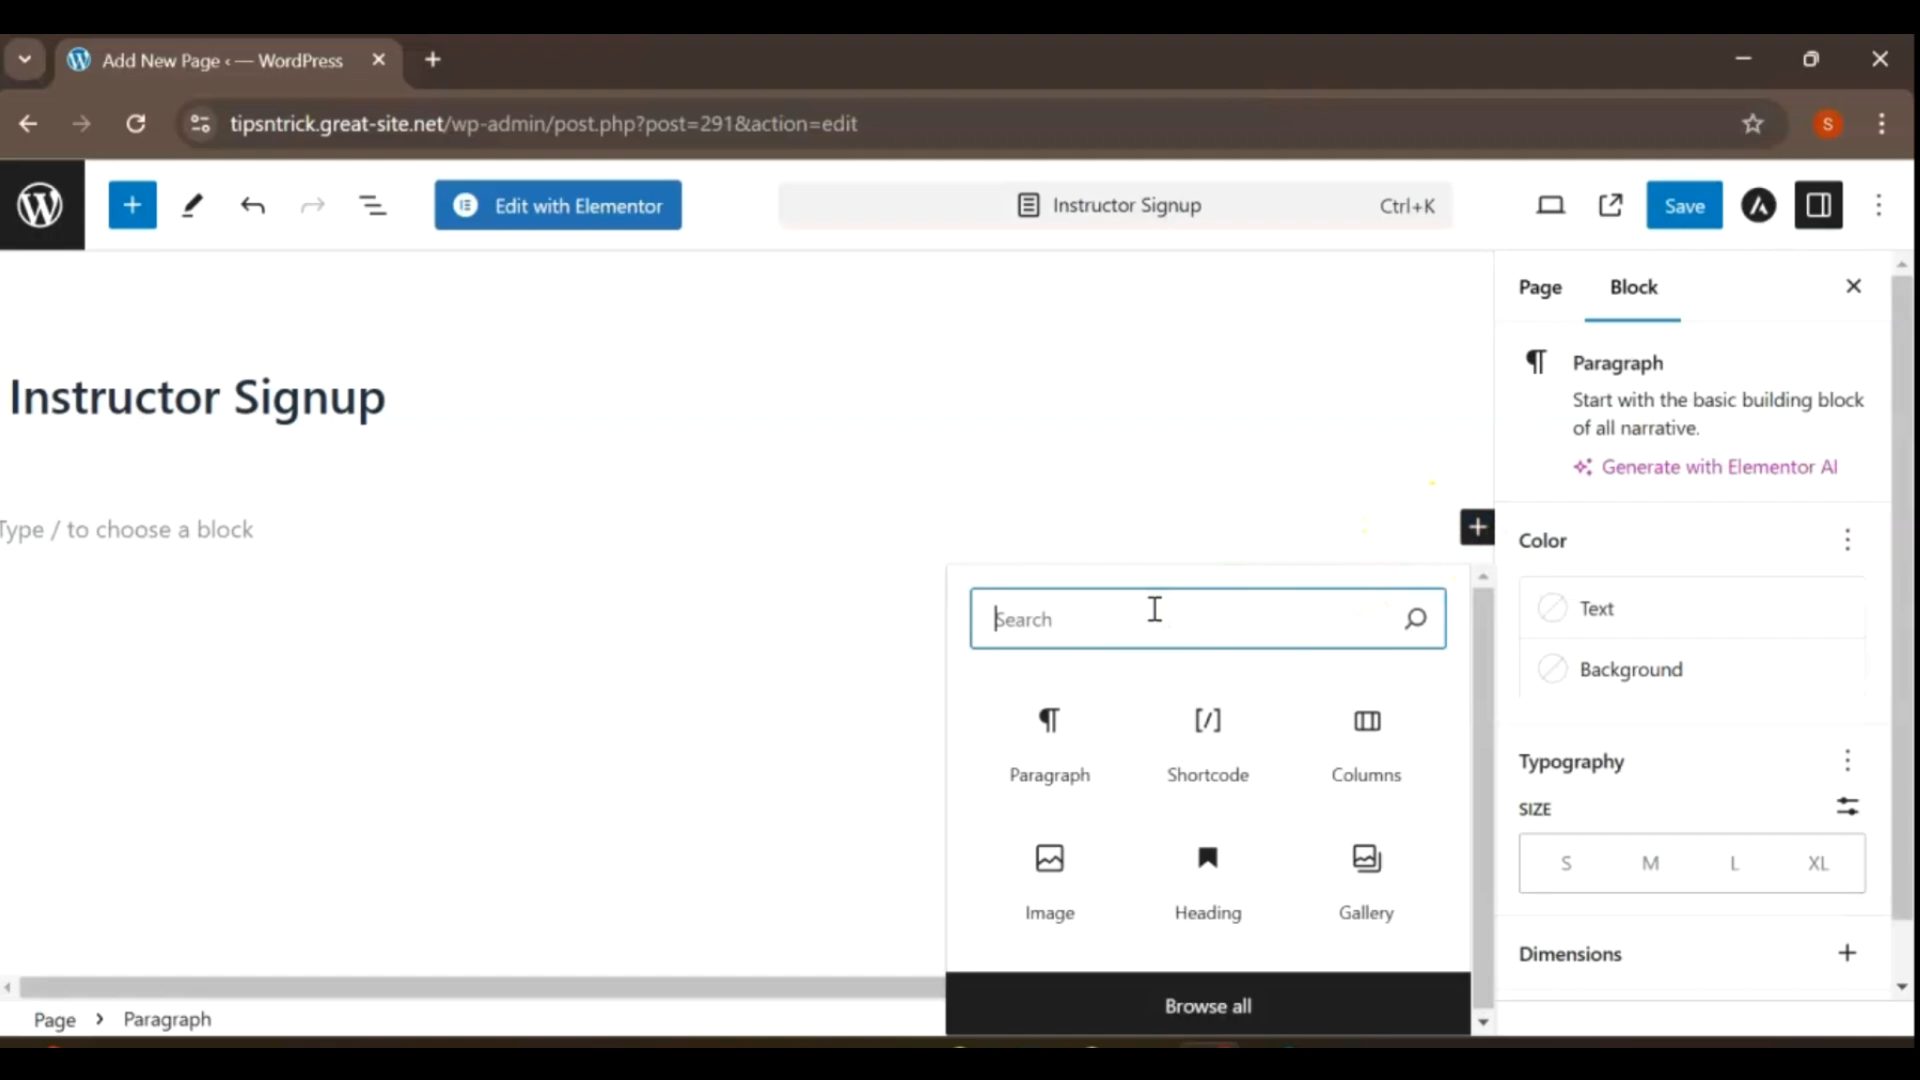 Add New Page ‹ — WordPress
tipsntrick.great-site.net/wp-admin/post.php?post=291&action=edit
S
Edit with Elementor
Instructor Signup
Ctrl+K
Save
Page
Block
Instructor Signup
Paragraph
Start with the basic building block
of all narrative.
Generate with Elementor AI
Type / to choose a block
Color
Search
Text
Background
Paragraph
Shortcode
Columns
Typography
SIZE
S
M
L
XL
Image
Heading
Gallery
Dimensions
Browse all
Page › Paragraph